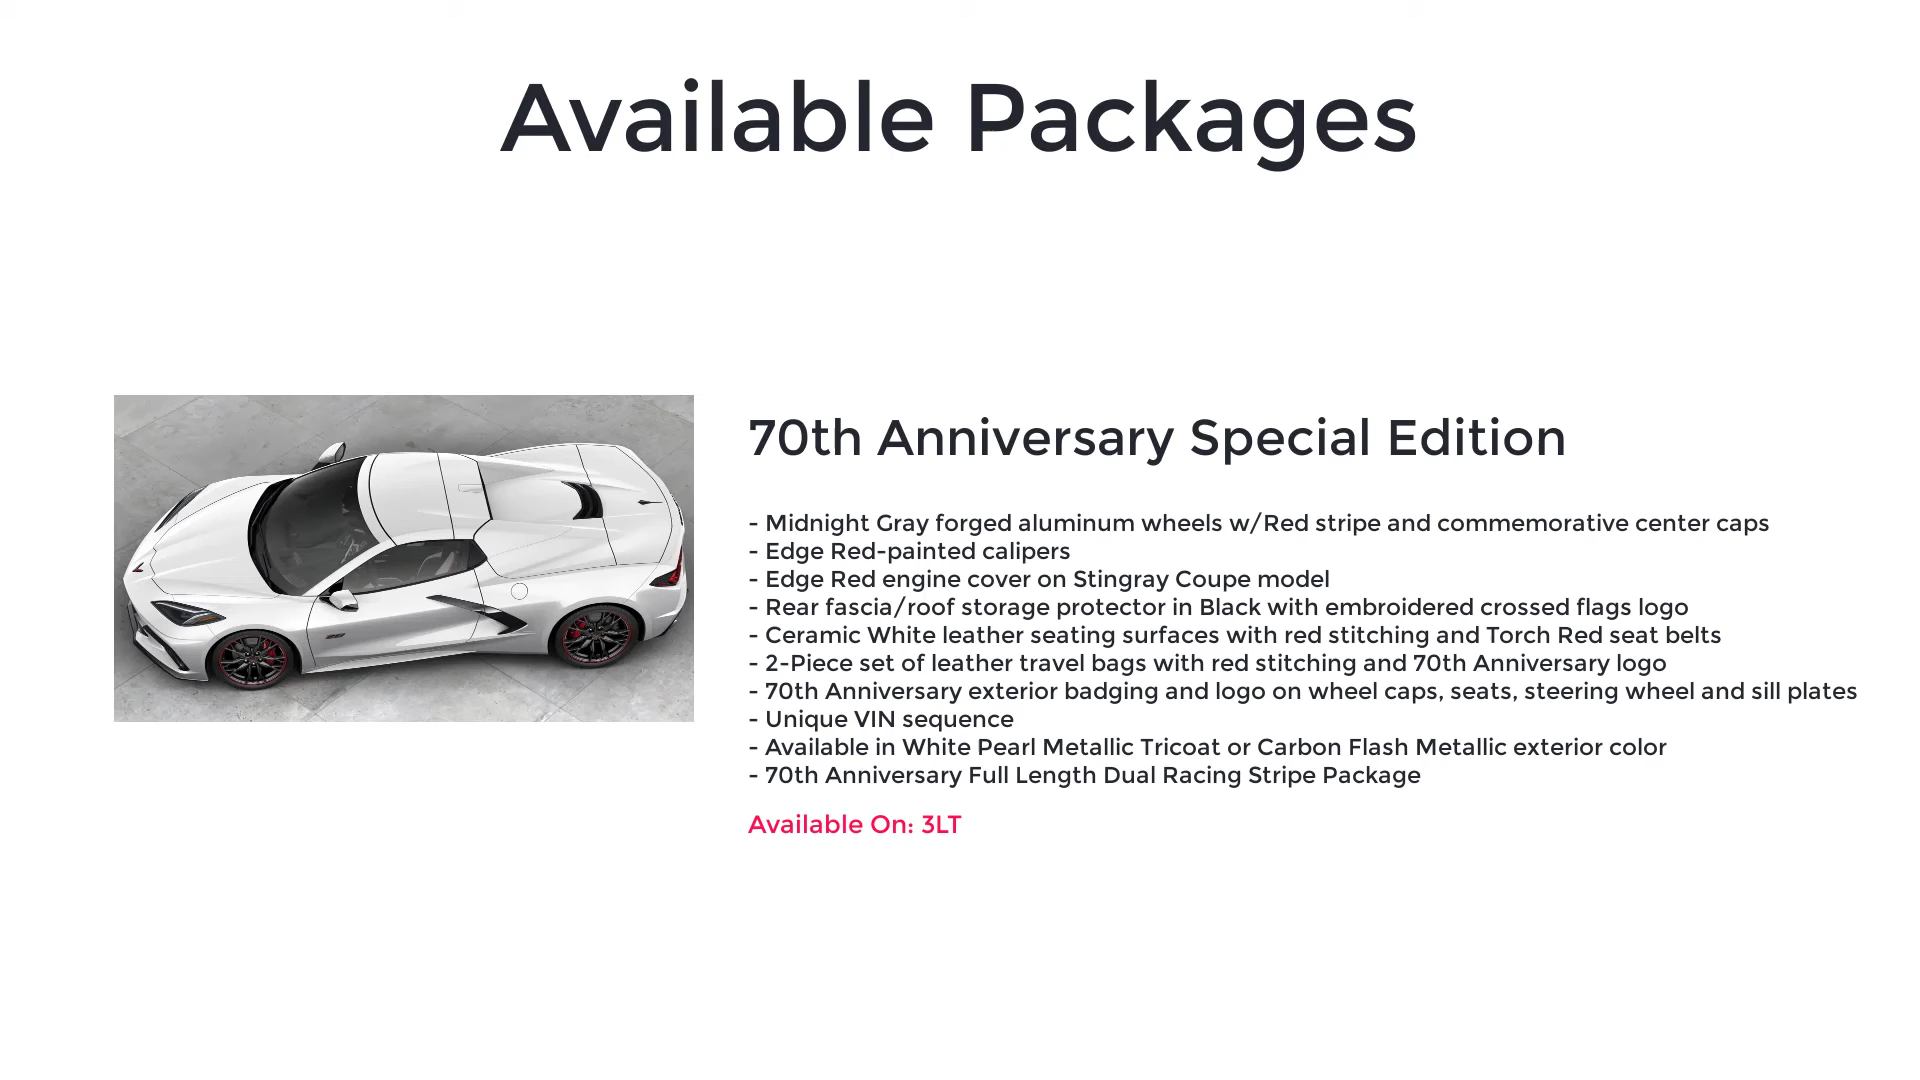 Available Packages
70th Anniversary Special Edition
- Midnight Gray forged aluminum wheels w/Red stripe and commemorative center caps
- Edge Red-painted calipers
- Edge Red engine cover on Stingray Coupe model
- Rear fascia/roof storage protector in Black with embroidered crossed flags logo
- Ceramic White leather seating surfaces with red stitching and Torch Red seat belts
- 2-Piece set of leather travel bags with red stitching and 70th Anniversary logo
- 70th Anniversary exterior badging and logo on wheel caps, seats, steering wheel and sill plates
- Unique VIN sequence
- Available in White Pearl Metallic Tricoat or Carbon Flash Metallic exterior color
- 70th Anniversary Full Length Dual Racing Stripe Package
Available On: 3LT